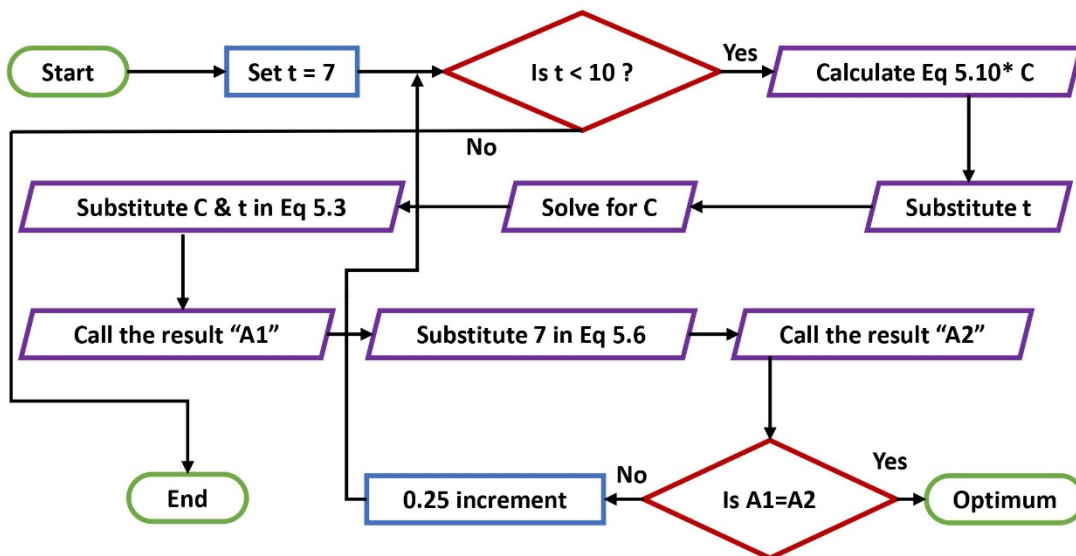 Start
Set t = 7
Is t < 10 ?
Yes
Calculate Eq 5.10* C
No
Substitute C & t in Eq 5.3
Solve for C
Substitute t
Call the result “A1”
Substitute 7 in Eq 5.6
Call the result “A2”
End
0.25 increment
No
Is A1=A2
Yes
Optimum